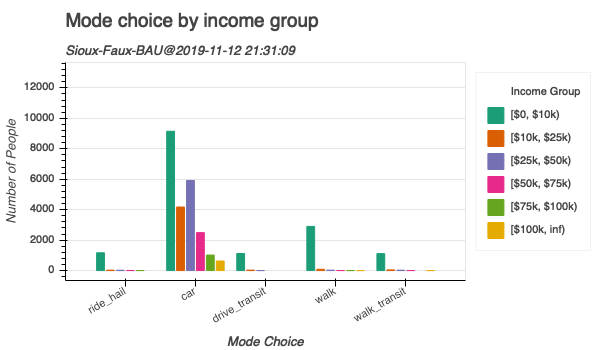 Mode choice by income group
Sioux-Faux-BAU@2019-11-12 21:31:09
Number of People
12000
10000
8000
6000
4000
2000
0
ride_hail
car
drive_transit
walk
walk_transit
Mode Choice
Income Group
[$0, $10k)
[$10k, $25k)
[$25k, $50k)
[$50k, $75k)
[$75k, $100k)
[$100k, inf)